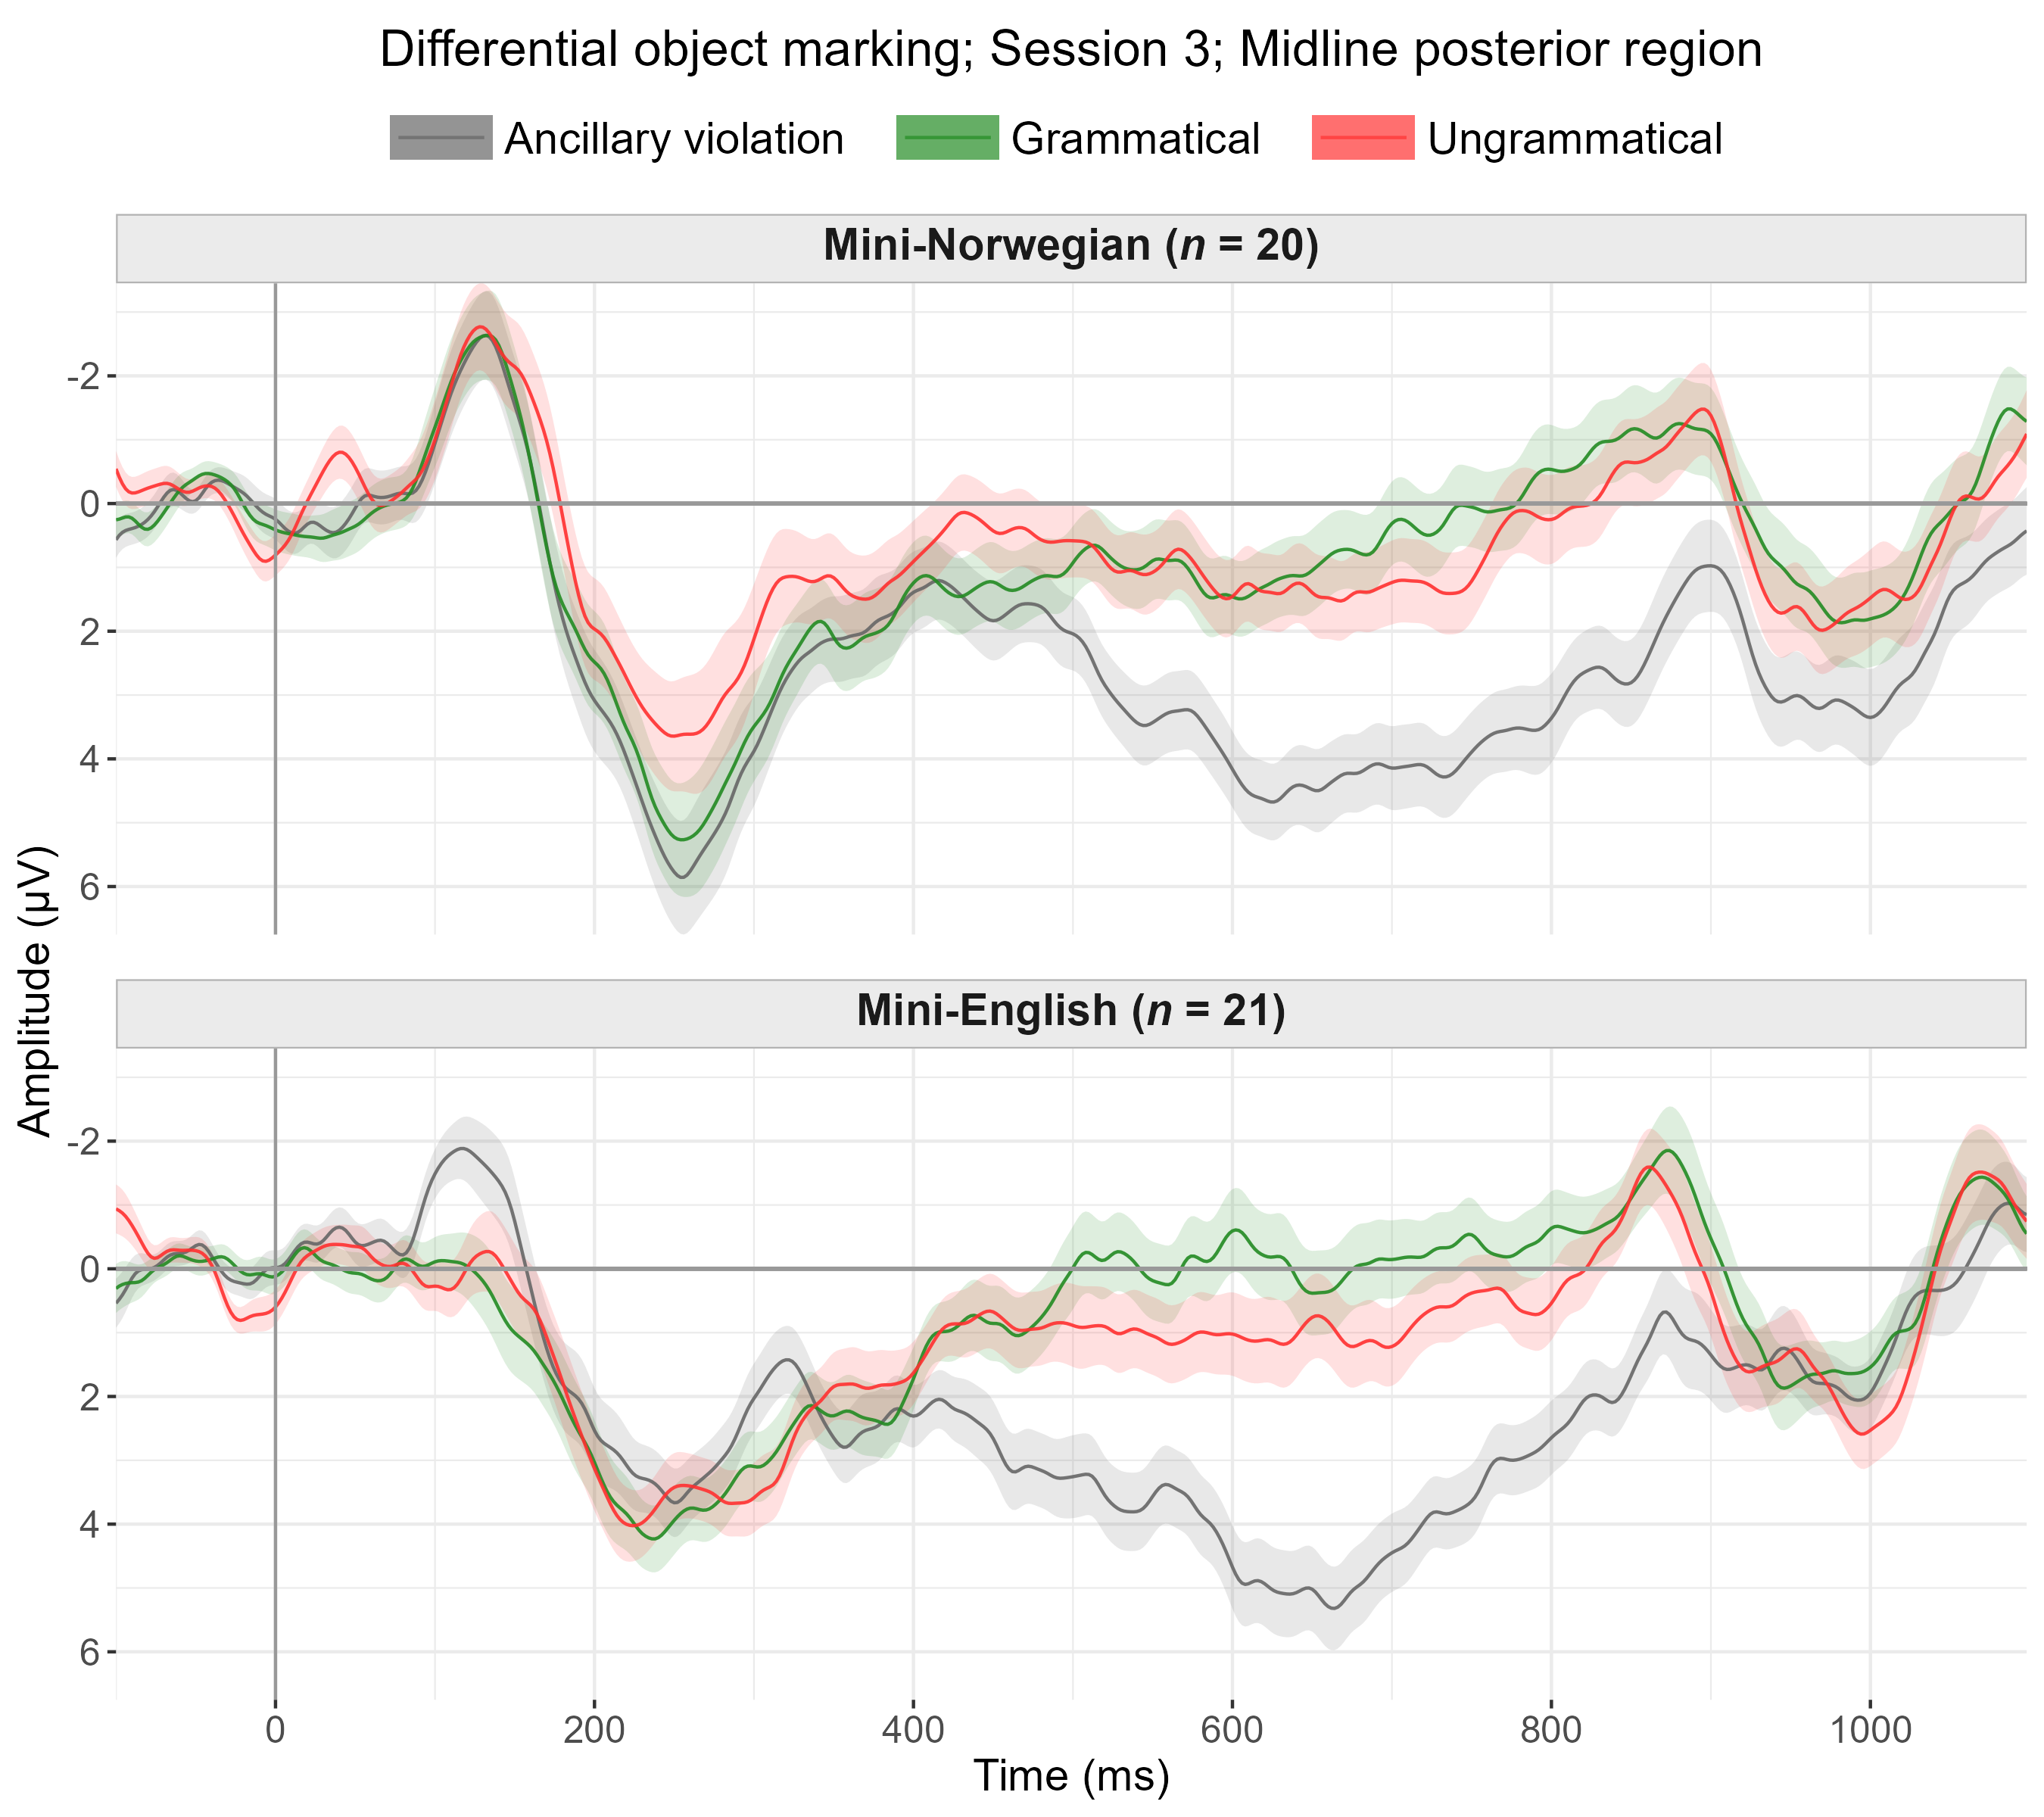 Differential object marking; Session 3; Midline posterior region
Ancillary violation Grammatical Ungrammatical
Mini-Norwegian (n = 20)
-2
0
2
4
6
Mini-English (n = 21)
-2
0
2
4
6
Amplitude (µV)
0 200 400 600 800 1000
Time (ms)